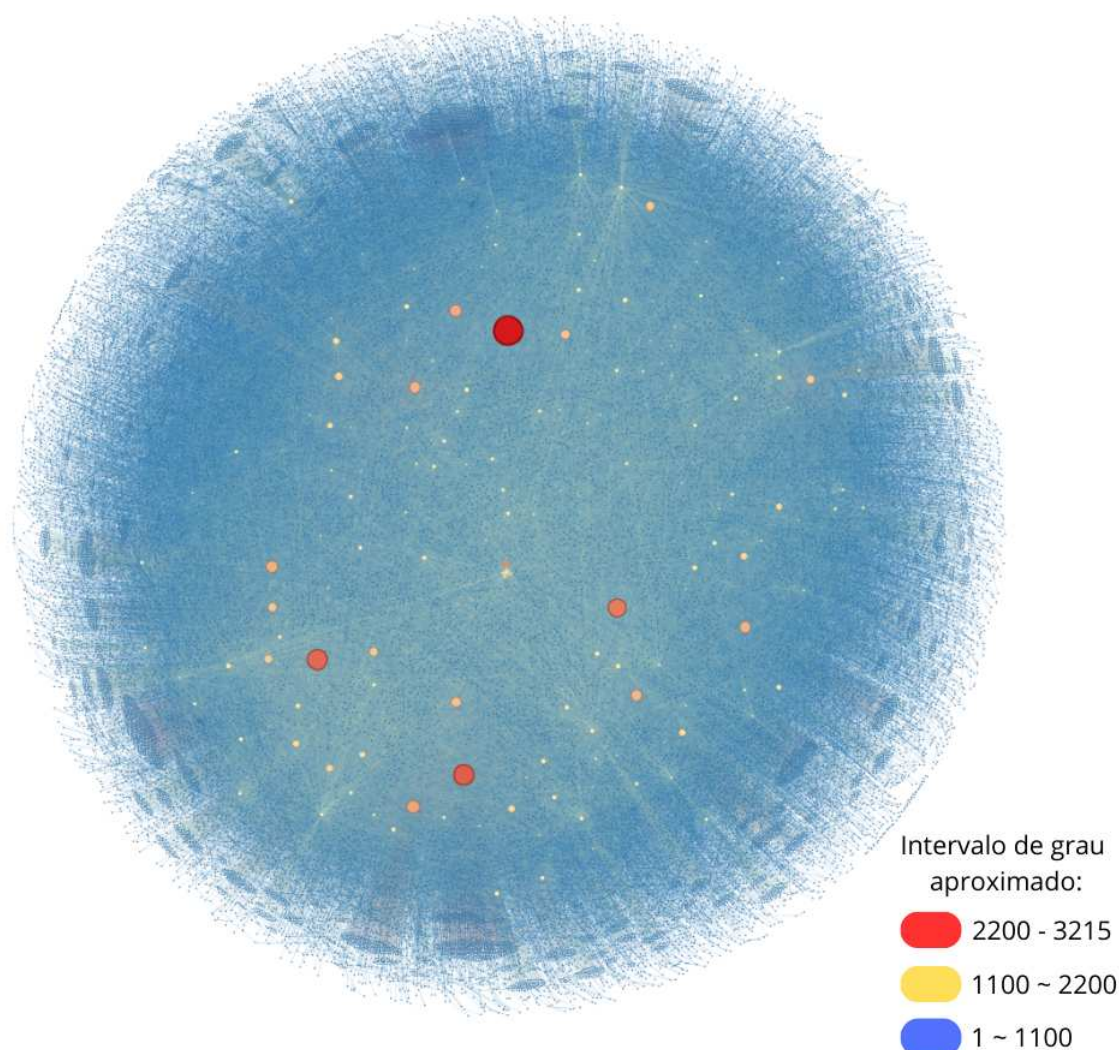 Intervalo de grau
aproximado:
2200 - 3215
1100 ~ 2200
1 ~ 1100